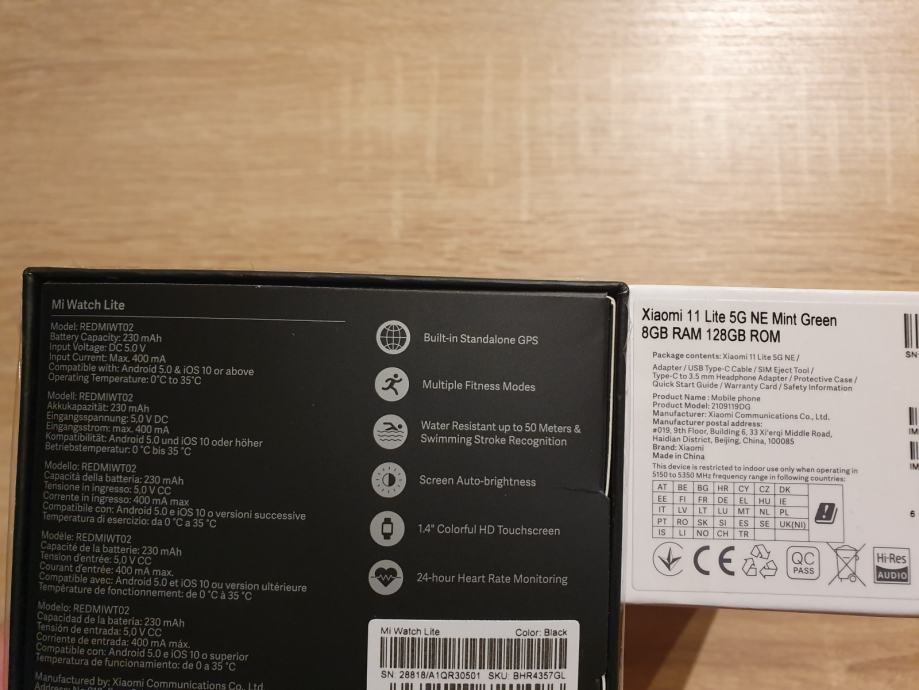 Mi Watch Lite
Model: REDMIWT02
Battery Capacity: 230 mAh
Input Voltage: DC 5.0 V
Input Current: Max. 400 mA
Compatible with: Android 5.0 & iOS 10 or above
Operating Temperature: 0°C to 35°C
Modell: REDMIWT02
Akkukapazität: 230 mAh
Eingangsspannung: 5,0 V DC
Eingangsstrom: max. 400 mA
Kompatibilität: Android 5.0 und iOS 10 oder höher
Betriebstemperatur: 0 °C bis 35 °C
Modello: REDMIWT02
Capacità della batteria: 230 mAh
Tensione in ingresso: 5,0 V CC
Corrente in ingresso: 400 mA max
Compatibile con: Android 5.0 e iOS 10 o versioni successive
Temperatura di esercizio: da 0 °C a 35 °C
Modèle: REDMIWT02
Capacité de la batterie: 230 mAh
Tension d'entrée: 5,0 V CC
Courant d'entrée: 400 mA max.
Compatible avec: Android 5.0 et iOS 10 ou version ultérieure
Température de fonctionnement: de 0 °C à 35 °C
Modelo: REDMIWT02
Capacidad de la batería: 230 mAh
Tensión de entrada: 5,0 V CC
Corriente de entrada: 400 mA máx.
Compatible con: Android 5.0 e iOS 10 o superior
Temperatura de funcionamiento: de 0 a 35 °C
Manufactured by: Xiaomi Communications Co., Ltd
Built-in Standalone GPS
Multiple Fitness Modes
Water Resistant up to 50 Meters &
Swimming Stroke Recognition
Screen Auto-brightness
1.4" Colorful HD Touchscreen
24-hour Heart Rate Monitoring
Mi Watch Lite Color: Black
SN: 28818/A1QR30501 SKU: BHR4357GL
Xiaomi 11 Lite 5G NE Mint Green
8GB RAM 128GB ROM
Package contents: Xiaomi 11 Lite 5G NE /
Adapter / USB Type-C Cable / SIM Eject Tool /
Type-C to 3.5 mm Headphone Adapter / Protective Case /
Quick Start Guide / Warranty Card / Safety Information
Product Name: Mobile phone
Product Model: 2109119DG
Manufacturer: Xiaomi Communications Co., Ltd.
Manufacturer postal address:
#019, 9th Floor, Building 6, 33 Xi'erqi Middle Road,
Haidian District, Beijing, China, 100085
Brand: Xiaomi
Made in China
This device is restricted to indoor use only when operating in
5150 to 5350 MHz frequency range in following countries:
AT BE BG HR CY CZ DK
EE FI FR DE EL HU IE
IT LV LT LU MT NL PL
PT RO SK SI ES SE UK(NI)
IS LI NO CH TR
CE
QC
PASS
Hi-Res
AUDIO
SN
IM
IM
6